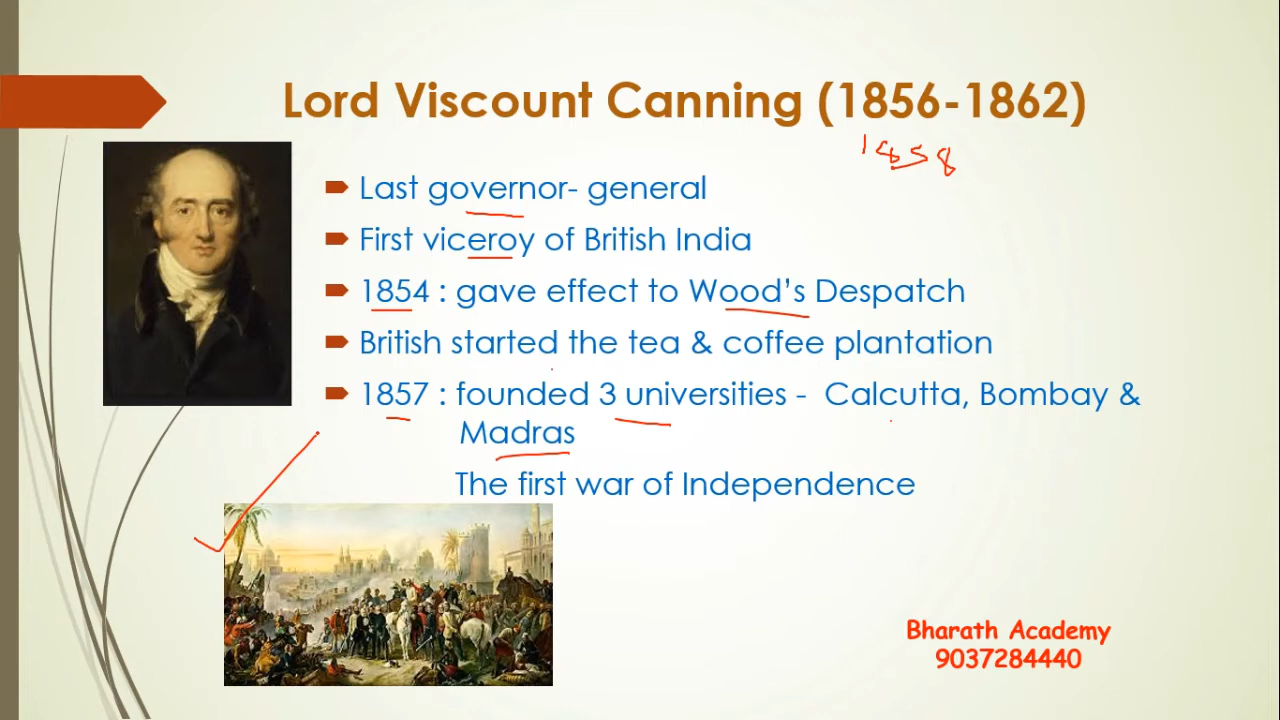 Lord Viscount Canning (1856-1862)
1858
Last governor- general
First viceroy of British India
1854 : gave effect to Wood's Despatch
British started the tea & coffee plantation
1857 : founded 3 universities - Calcutta, Bombay &
Madras
The first war of Independence
Bharath Academy
9037284440